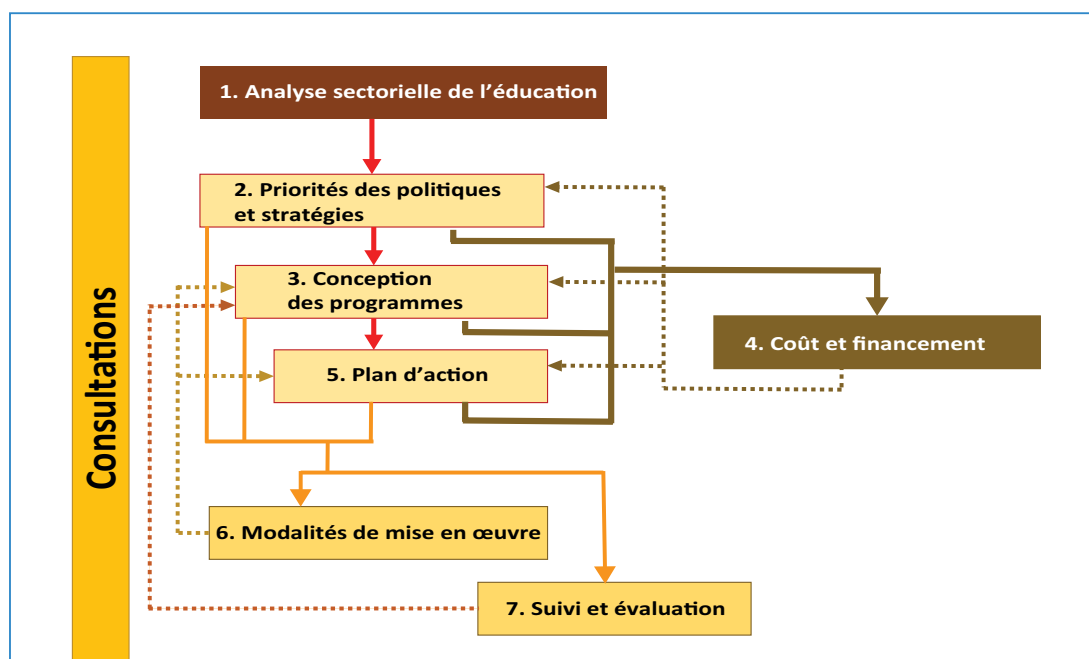 Consultations
1. Analyse sectorielle de l'éducation
2. Priorités des politiques
et stratégies
3. Conception
des programmes
4. Coût et financement
5. Plan d'action
6. Modalités de mise en œuvre
7. Suivi et évaluation